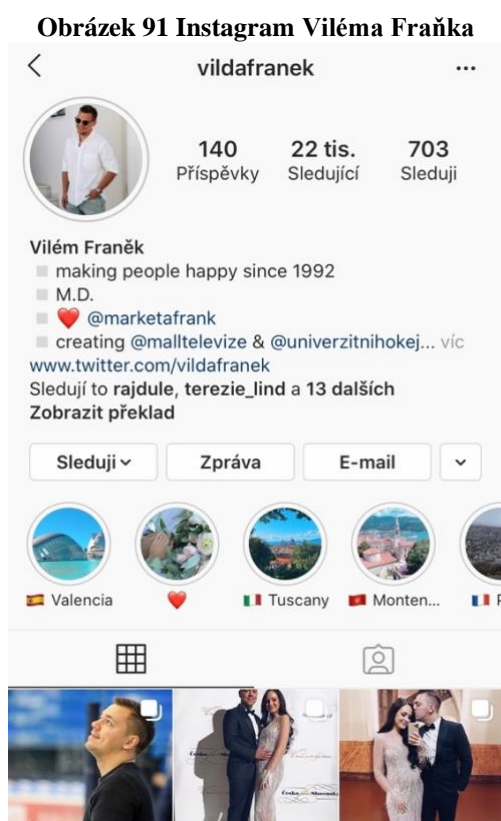 Obrázek 91 Instagram Viléma Fraňka
vildafranek
140 22 tis. 703
Příspěvky Sledující Sleduji
Vilém Franěk
making people happy since 1992
M.D.
❤️ @marketafrank
creating @malltelevize & @univerzitnihokej... víc
www.twitter.com/vildafranek
Sledují to rajdule, terezie_lind a 13 dalších
Zobrazit překlad
Sleduji Zpráva E-mail
🇪🇸 Valencia ❤️ 🇮🇹 Tuscany 🇲🇪 Monten... 🇫🇷